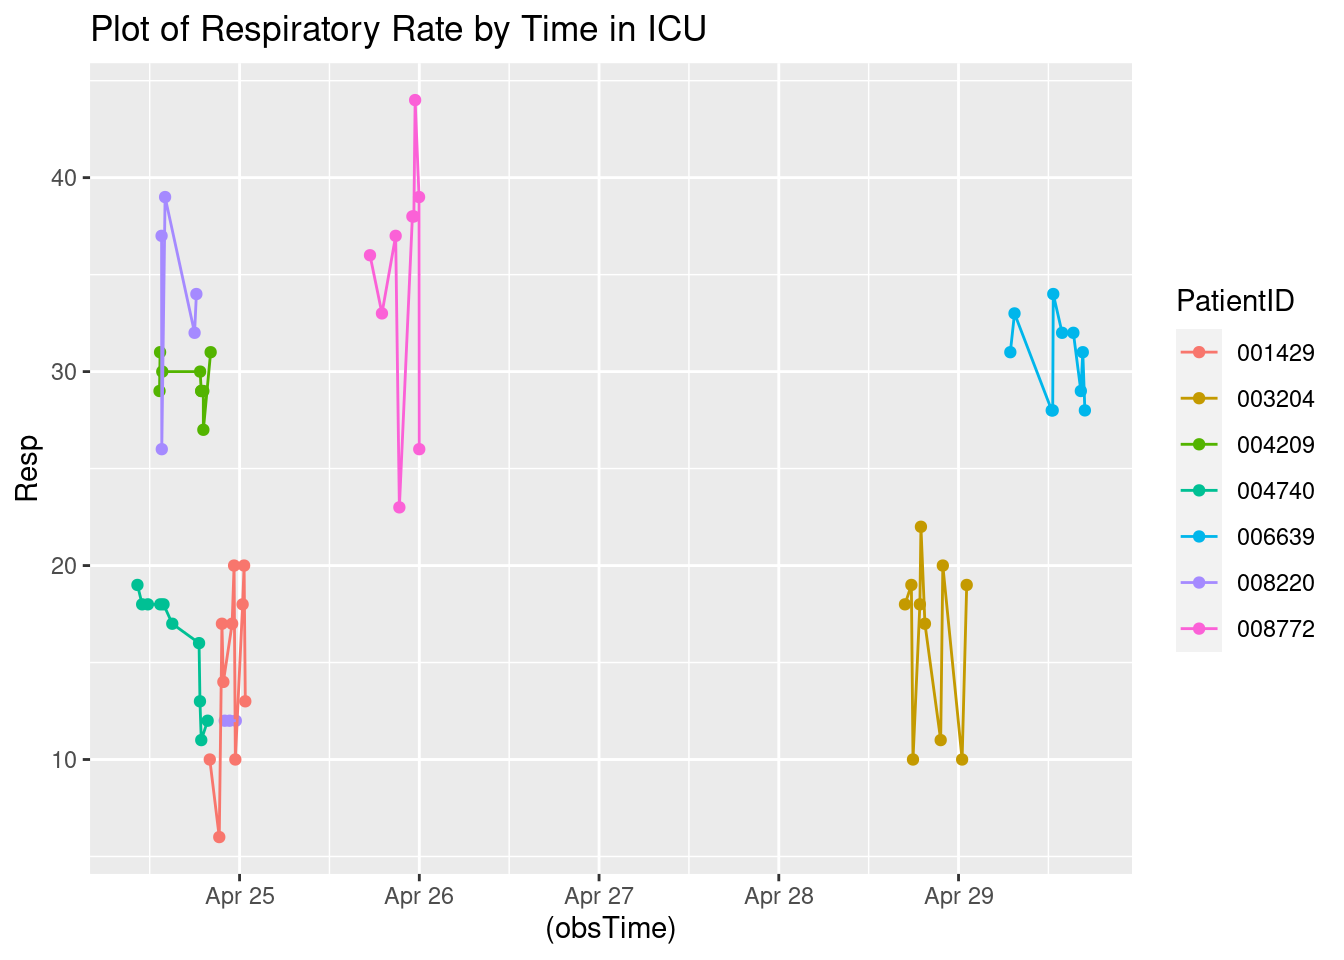 Plot of Respiratory Rate by Time in ICU
Resp
40
30
20
10
Apr 25
Apr 26
Apr 27
Apr 28
Apr 29
(obsTime)
PatientID
001429
003204
004209
004740
006639
008220
008772